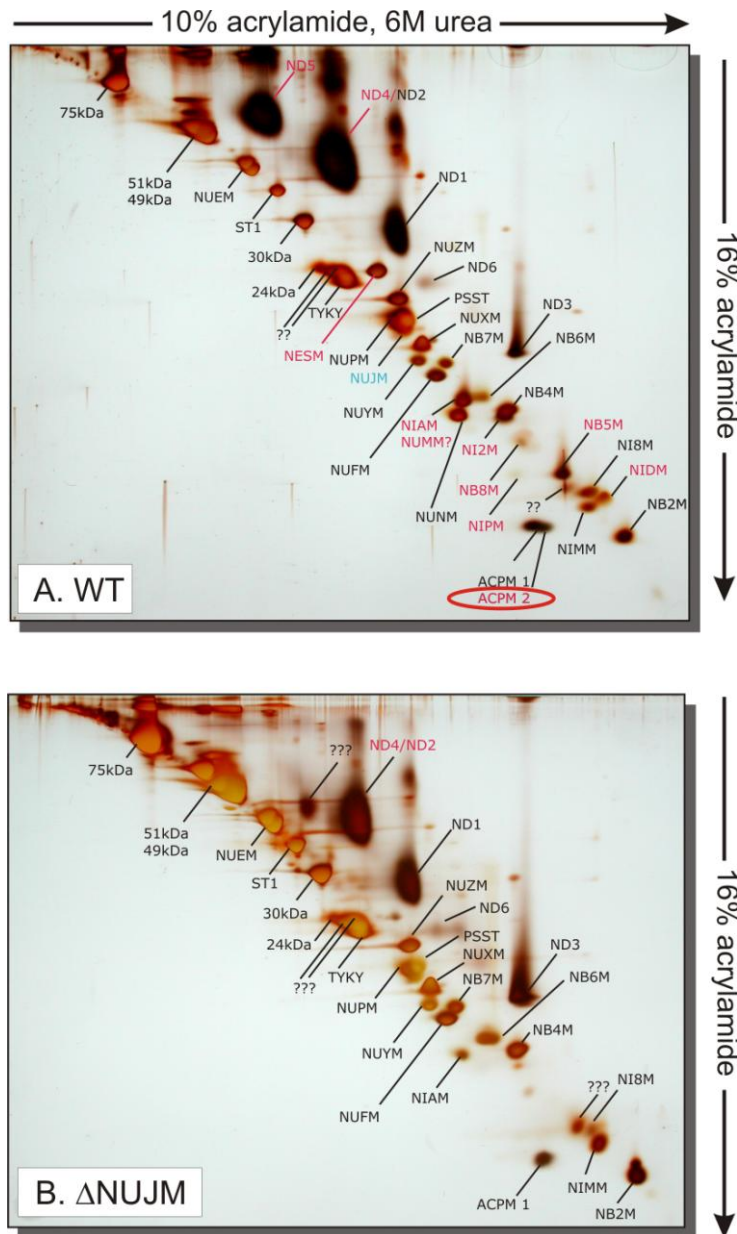 10% acrylamide, 6M urea
ND5
ND4/ND2
75kDa
51kDa
49kDa
NUEM
ND1
ST1
NUZM
30kDa
ND6
24kDa
TYKY
PSST
??
ND3
NUXM
NESM
NUPM
NB7M
NB6M
NUJM
NUYM
NB4M
NIAM
NUMM?
NB5M
NI2M
NI8M
NUFM
NIDM
NB8M
??
NB2M
NUNM
NIPM
NIMM
ACPM 1
ACPM 2
A. WT
16% acrylamide
???
ND4/ND2
75kDa
51kDa
49kDa
NUEM
ND1
ST1
NUZM
30kDa
ND6
24kDa
PSST
TYKY
NUXM
ND3
???
NB7M
NB6M
NUPM
NB4M
NUYM
NIAM
???
NI8M
NUFM
NIMM
ACPM 1
NB2M
B. ΔNUJM
16% acrylamide